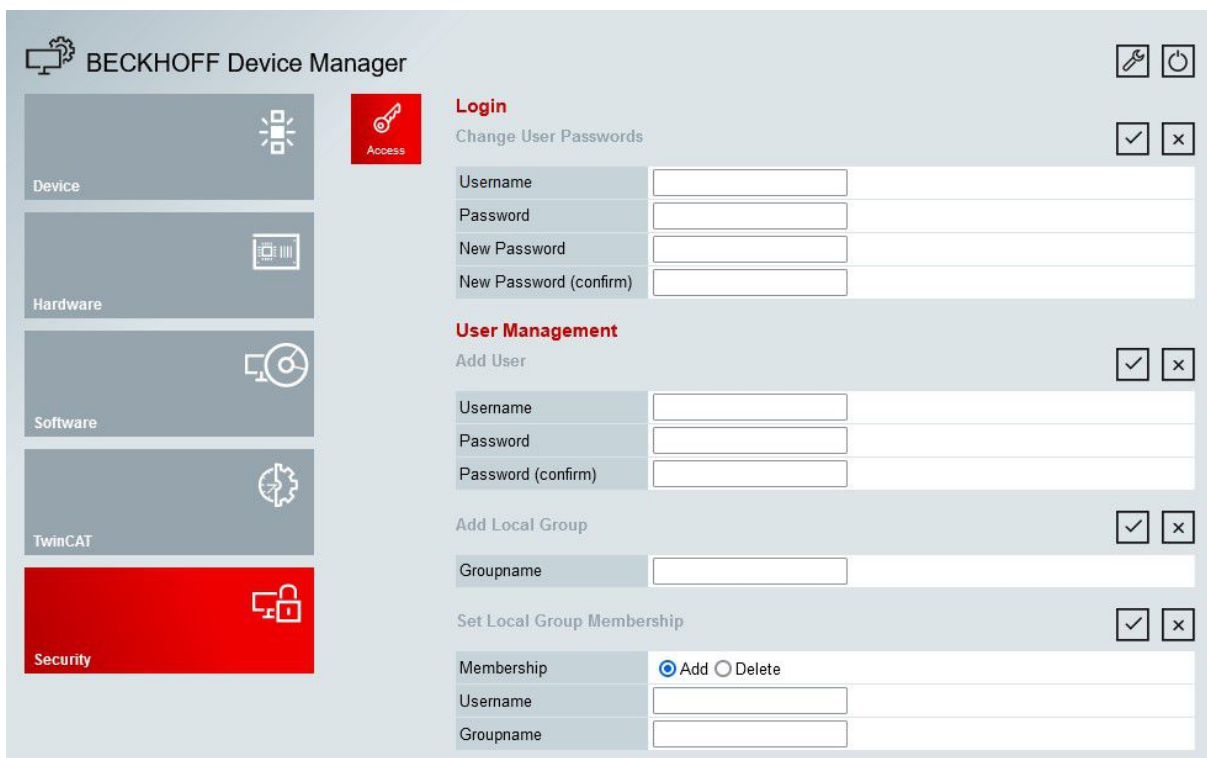 BECKHOFF Device Manager
Device
Hardware
Software
TwinCAT
Security
Access
Login
Change User Passwords
Username
Password
New Password
New Password (confirm)
User Management
Add User
Username
Password
Password (confirm)
Add Local Group
Groupname
Set Local Group Membership
Membership Add Delete
Username
Groupname